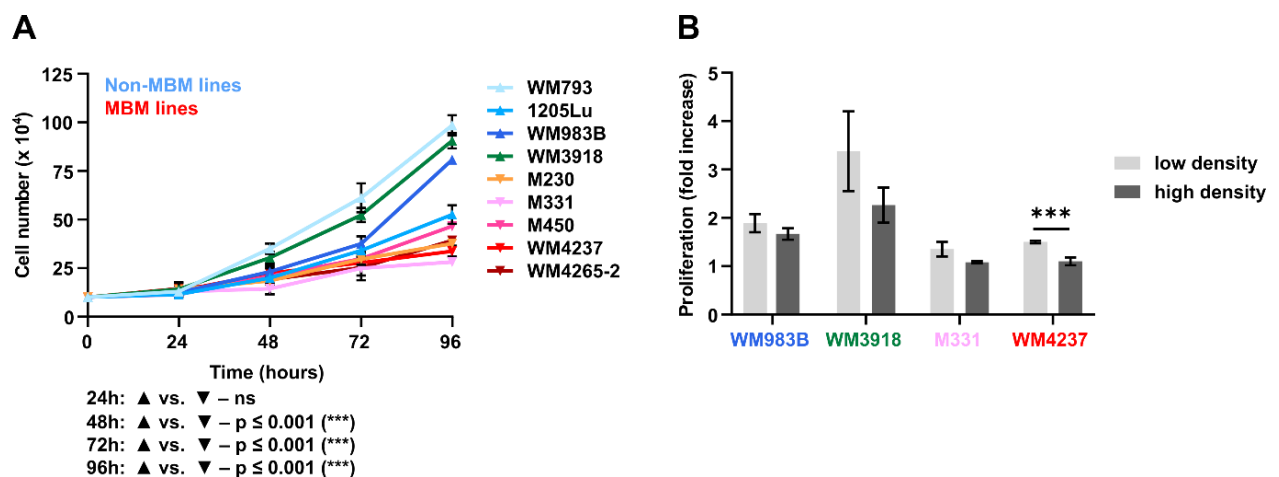 A
Non-MBM lines
MBM lines
Cell number (x 10⁴)
125
100
75
50
25
0
0 24 48 72 96
Time (hours)
WM793
1205Lu
WM983B
WM3918
M230
M331
M450
WM4237
WM4265-2
24h: ▲ vs. ▼ – ns
48h: ▲ vs. ▼ – p ≤ 0.001 (***)
72h: ▲ vs. ▼ – p ≤ 0.001 (***)
96h: ▲ vs. ▼ – p ≤ 0.001 (***)
B
Proliferation (fold increase)
5
4
3
2
1
0
***
WM983B WM3918 M331 WM4237
low density
high density